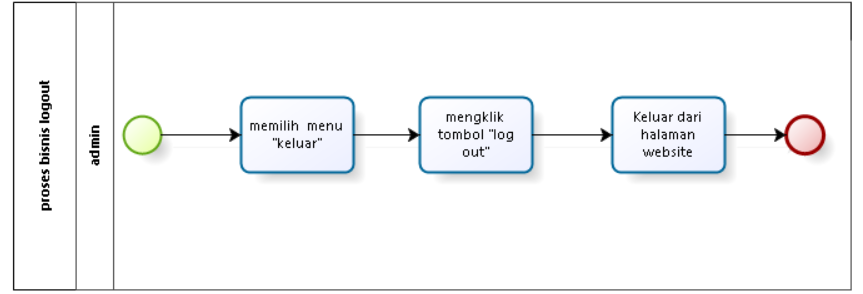 proses bisnis logout
admin
memilih menu
"keluar"
mengklik
tombol "log
out"
Keluar dari
halaman
website